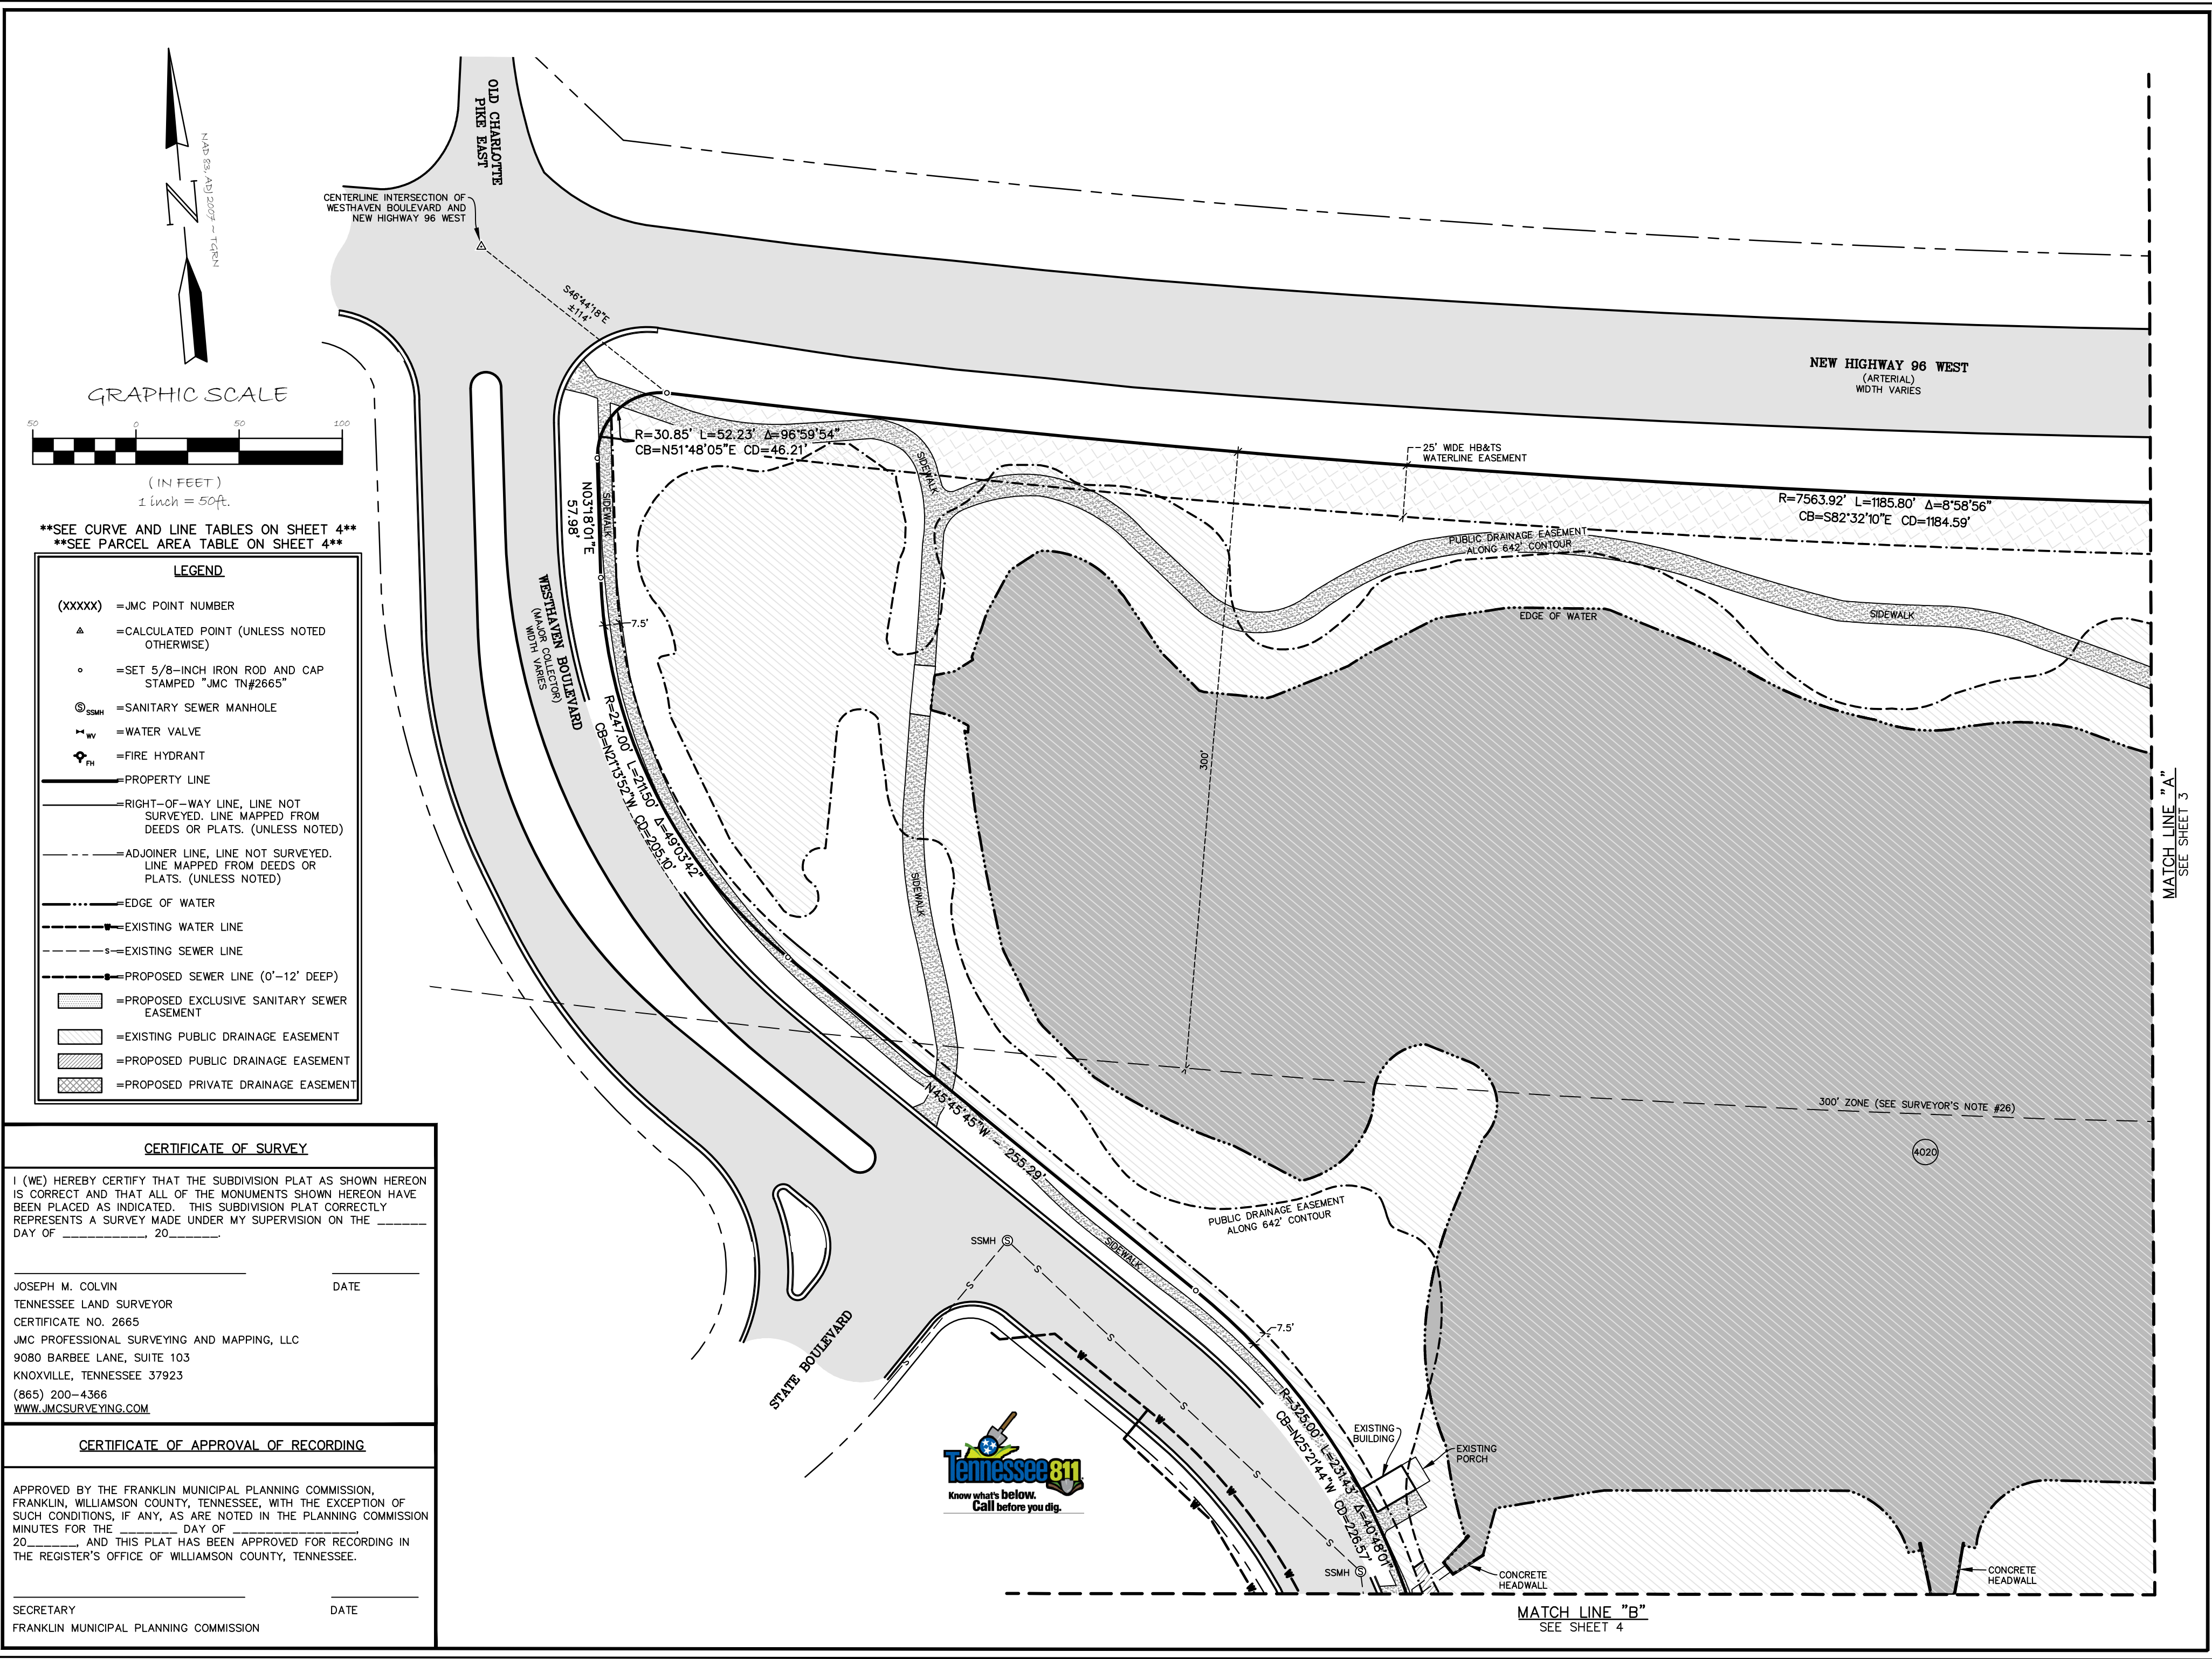 OLD CHARLOTTE
PIKE EAST
NAD 83, ADJ 2007 - TGRN
N
CENTERLINE INTERSECTION OF
WESTHAVEN BOULEVARD AND
NEW HIGHWAY 96 WEST
S46°44'18"E
±114'
NEW HIGHWAY 96 WEST
(ARTERIAL)
WIDTH VARIES
GRAPHIC SCALE
50 0 50 100
( IN FEET )
1 inch = 50ft.
**SEE CURVE AND LINE TABLES ON SHEET 4**
**SEE PARCEL AREA TABLE ON SHEET 4**
LEGEND
(XXXXX) =JMC POINT NUMBER
=CALCULATED POINT (UNLESS NOTED
OTHERWISE)
=SET 5/8-INCH IRON ROD AND CAP
STAMPED "JMC TN#2665"
S SSMH =SANITARY SEWER MANHOLE
WV =WATER VALVE
FH =FIRE HYDRANT
=PROPERTY LINE
=RIGHT-OF-WAY LINE, LINE NOT
SURVEYED. LINE MAPPED FROM
DEEDS OR PLATS. (UNLESS NOTED)
=ADJOINER LINE, LINE NOT SURVEYED.
LINE MAPPED FROM DEEDS OR
PLATS. (UNLESS NOTED)
=EDGE OF WATER
W =EXISTING WATER LINE
S =EXISTING SEWER LINE
S =PROPOSED SEWER LINE (0'-12' DEEP)
=PROPOSED EXCLUSIVE SANITARY SEWER
EASEMENT
=EXISTING PUBLIC DRAINAGE EASEMENT
=PROPOSED PUBLIC DRAINAGE EASEMENT
=PROPOSED PRIVATE DRAINAGE EASEMENT
R=30.85' L=52.23' Δ=96°59'54"
CB=N51°48'05"E CD=46.21'
N03°18'01"E
57.98'
SIDEWALK
SIDEWALK
25' WIDE HB&TS
WATERLINE EASEMENT
R=7563.92' L=1185.80' Δ=8°58'56"
CB=S82°32'10"E CD=1184.59'
PUBLIC DRAINAGE EASEMENT
ALONG 642' CONTOUR
EDGE OF WATER
SIDEWALK
7.5'
WESTHAVEN BOULEVARD
(MAJOR COLLECTOR)
WIDTH VARIES
R=247.00' L=211.50' Δ=49°03'42"
CB=N21°13'52"W CD=205.10'
300'
SIDEWALK
MATCH LINE "A"
SEE SHEET 3
300' ZONE (SEE SURVEYOR'S NOTE #26)
4020
N45°45'45"W - 255.29'
PUBLIC DRAINAGE EASEMENT
ALONG 642' CONTOUR
SSMH S
S
S
S
S
S
S
SIDEWALK
7.5'
W
W
W
W
W
STATE BOULEVARD
R=325.00' L=231.43' Δ=40°48'01"
CB=N25°21'44"W CD=226.57'
EXISTING
BUILDING
EXISTING
PORCH
SSMH S
CONCRETE
HEADWALL
CONCRETE
HEADWALL
MATCH LINE "B"
SEE SHEET 4
Tennessee811
Know what's below.
Call before you dig.
CERTIFICATE OF SURVEY
I (WE) HEREBY CERTIFY THAT THE SUBDIVISION PLAT AS SHOWN HEREON
IS CORRECT AND THAT ALL OF THE MONUMENTS SHOWN HEREON HAVE
BEEN PLACED AS INDICATED. THIS SUBDIVISION PLAT CORRECTLY
REPRESENTS A SURVEY MADE UNDER MY SUPERVISION ON THE ______
DAY OF __________, 20______.
JOSEPH M. COLVIN DATE
TENNESSEE LAND SURVEYOR
CERTIFICATE NO. 2665
JMC PROFESSIONAL SURVEYING AND MAPPING, LLC
9080 BARBEE LANE, SUITE 103
KNOXVILLE, TENNESSEE 37923
(865) 200-4366
WWW.JMCSURVEYING.COM
CERTIFICATE OF APPROVAL OF RECORDING
APPROVED BY THE FRANKLIN MUNICIPAL PLANNING COMMISSION,
FRANKLIN, WILLIAMSON COUNTY, TENNESSEE, WITH THE EXCEPTION OF
SUCH CONDITIONS, IF ANY, AS ARE NOTED IN THE PLANNING COMMISSION
MINUTES FOR THE _______ DAY OF _______________,
20______, AND THIS PLAT HAS BEEN APPROVED FOR RECORDING IN
THE REGISTER'S OFFICE OF WILLIAMSON COUNTY, TENNESSEE.
SECRETARY DATE
FRANKLIN MUNICIPAL PLANNING COMMISSION